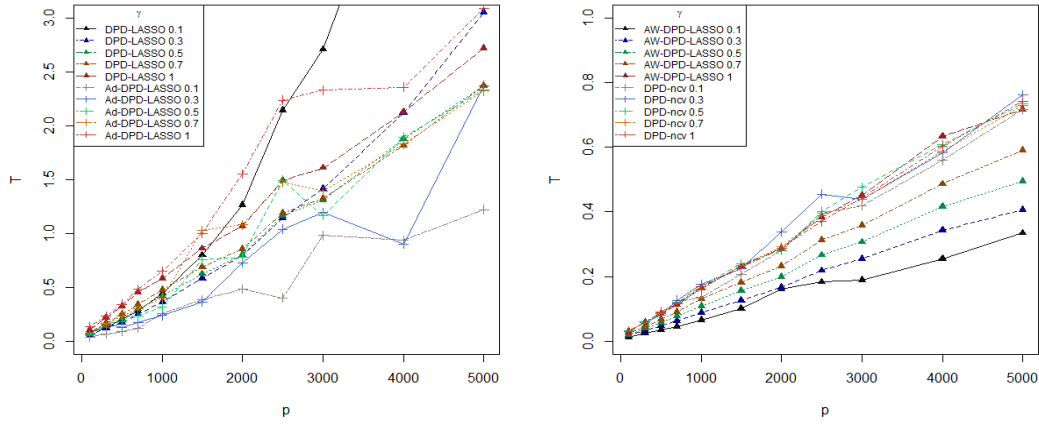 γ
DPD-LASSO 0.1
DPD-LASSO 0.3
DPD-LASSO 0.5
DPD-LASSO 0.7
DPD-LASSO 1
Ad-DPD-LASSO 0.1
Ad-DPD-LASSO 0.3
Ad-DPD-LASSO 0.5
Ad-DPD-LASSO 0.7
Ad-DPD-LASSO 1
T
3.0
2.5
2.0
1.5
1.0
0.5
0.0
0 1000 2000 3000 4000 5000
p
γ
AW-DPD-LASSO 0.1
AW-DPD-LASSO 0.3
AW-DPD-LASSO 0.5
AW-DPD-LASSO 0.7
AW-DPD-LASSO 1
DPD-ncv 0.1
DPD-ncv 0.3
DPD-ncv 0.5
DPD-ncv 0.7
DPD-ncv 1
T
1.0
0.8
0.6
0.4
0.2
0.0
0 1000 2000 3000 4000 5000
p